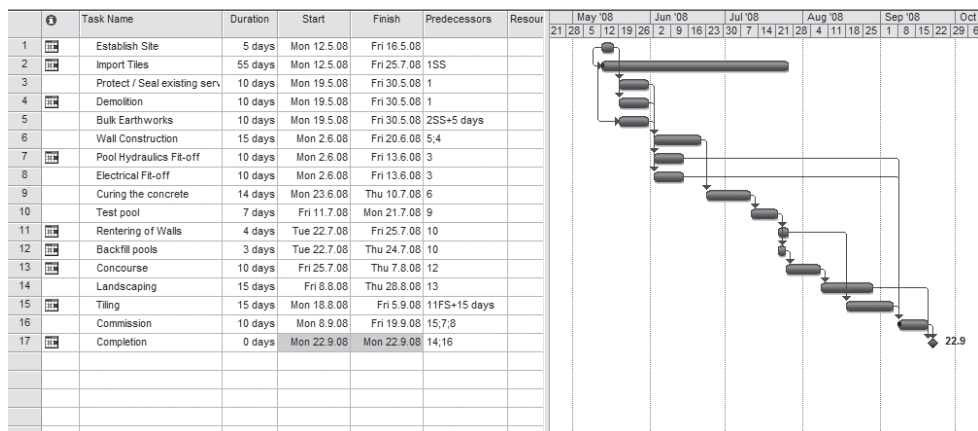 Task Name Duration Start Finish Predecessors Resour May '08 Jun '08 Jul '08 Aug '08 Sep '08 Oct
21 28 5 12 19 26 2 9 16 23 30 7 14 21 28 4 11 18 25 1 8 15 22 29 6
1 Establish Site 5 days Mon 12.5.08 Fri 16.5.08
2 Import Tiles 55 days Mon 12.5.08 Fri 25.7.08 1SS
3 Protect / Seal existing serv 10 days Mon 19.5.08 Fri 30.5.08 1
4 Demolition 10 days Mon 19.5.08 Fri 30.5.08 1
5 Bulk Earthworks 10 days Mon 19.5.08 Fri 30.5.08 2SS+5 days
6 Wall Construction 15 days Mon 2.6.08 Fri 20.6.08 5;4
7 Pool Hydraulics Fit-off 10 days Mon 2.6.08 Fri 13.6.08 3
8 Electrical Fit-off 10 days Mon 2.6.08 Fri 13.6.08 3
9 Curing the concrete 14 days Mon 23.6.08 Thu 10.7.08 6
10 Test pool 7 days Fri 11.7.08 Mon 21.7.08 9
11 Rentering of Walls 4 days Tue 22.7.08 Fri 25.7.08 10
12 Backfill pools 3 days Tue 22.7.08 Thu 24.7.08 10
13 Concourse 10 days Fri 25.7.08 Thu 7.8.08 12
14 Landscaping 15 days Fri 8.8.08 Thu 28.8.08 13
15 Tiling 15 days Mon 18.8.08 Fri 5.9.08 11FS+15 days
16 Commission 10 days Mon 8.9.08 Fri 19.9.08 15;7;8
17 Completion 0 days Mon 22.9.08 Mon 22.9.08 14;16 22.9